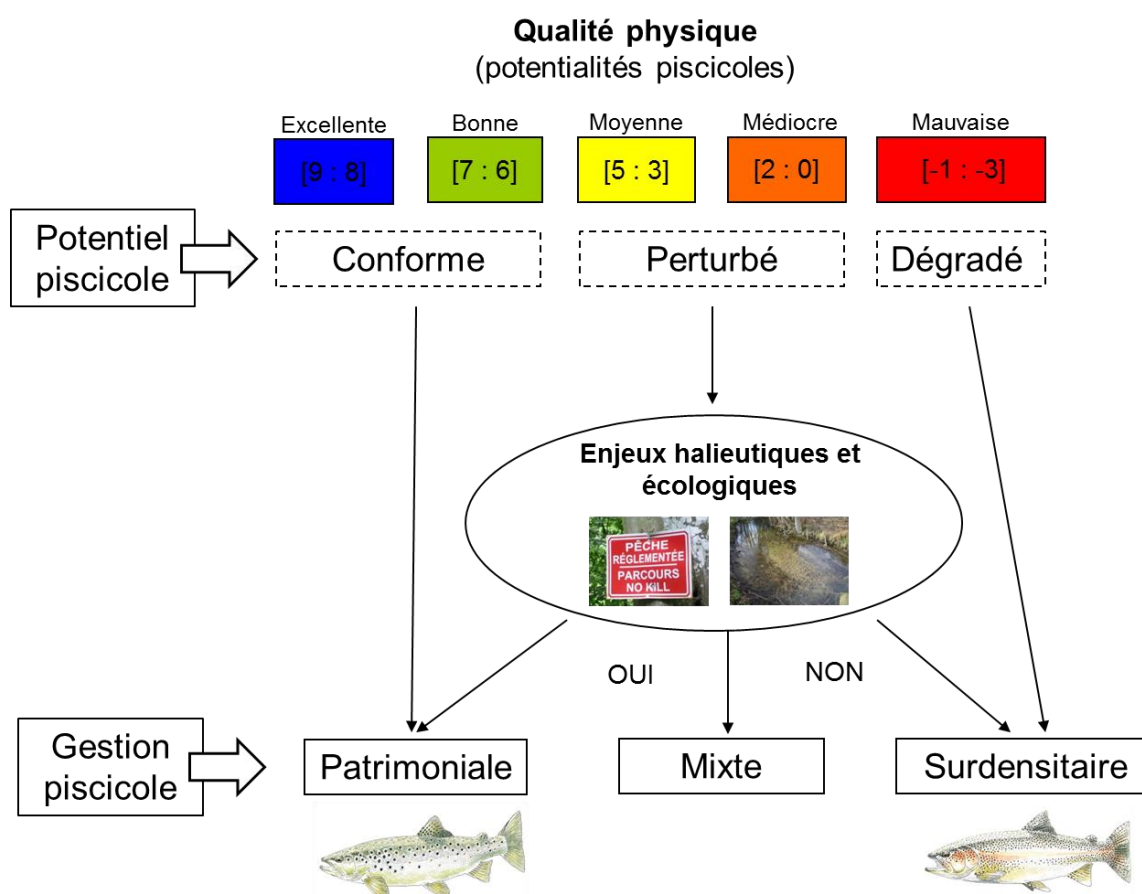 Qualité physique
(potentialités piscicoles)
Excellente
Bonne
Moyenne
Médiocre
Mauvaise
[9 : 8]
[7 : 6]
[5 : 3]
[2 : 0]
[-1 : -3]
Potentiel
piscicole
Conforme
Perturbé
Dégradé
Enjeux halieutiques et
écologiques
PÊCHE
RÉGLEMENTÉE
PARCOURS
NO KILL
OUI
NON
Gestion
piscicole
Patrimoniale
Mixte
Surdensitaire